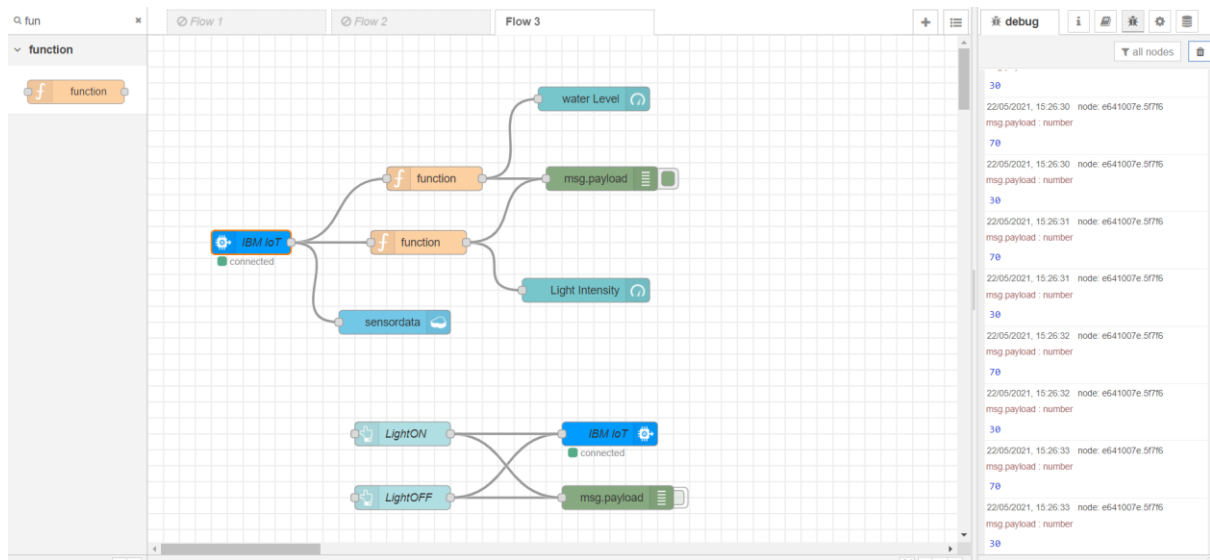 fun
function
function
Flow 1
Flow 2
Flow 3
water Level
function
msg.payload
IBM IoT
connected
function
Light Intensity
sensordata
LightON
IBM IoT
connected
LightOFF
msg.payload
debug
i
all nodes
30
22/05/2021, 15:26:30 node: e641007e.5f7f6
msg.payload : number
70
22/05/2021, 15:26:30 node: e641007e.5f7f6
msg.payload : number
30
22/05/2021, 15:26:31 node: e641007e.5f7f6
msg.payload : number
70
22/05/2021, 15:26:31 node: e641007e.5f7f6
msg.payload : number
30
22/05/2021, 15:26:32 node: e641007e.5f7f6
msg.payload : number
70
22/05/2021, 15:26:32 node: e641007e.5f7f6
msg.payload : number
30
22/05/2021, 15:26:33 node: e641007e.5f7f6
msg.payload : number
70
22/05/2021, 15:26:33 node: e641007e.5f7f6
msg.payload : number
30